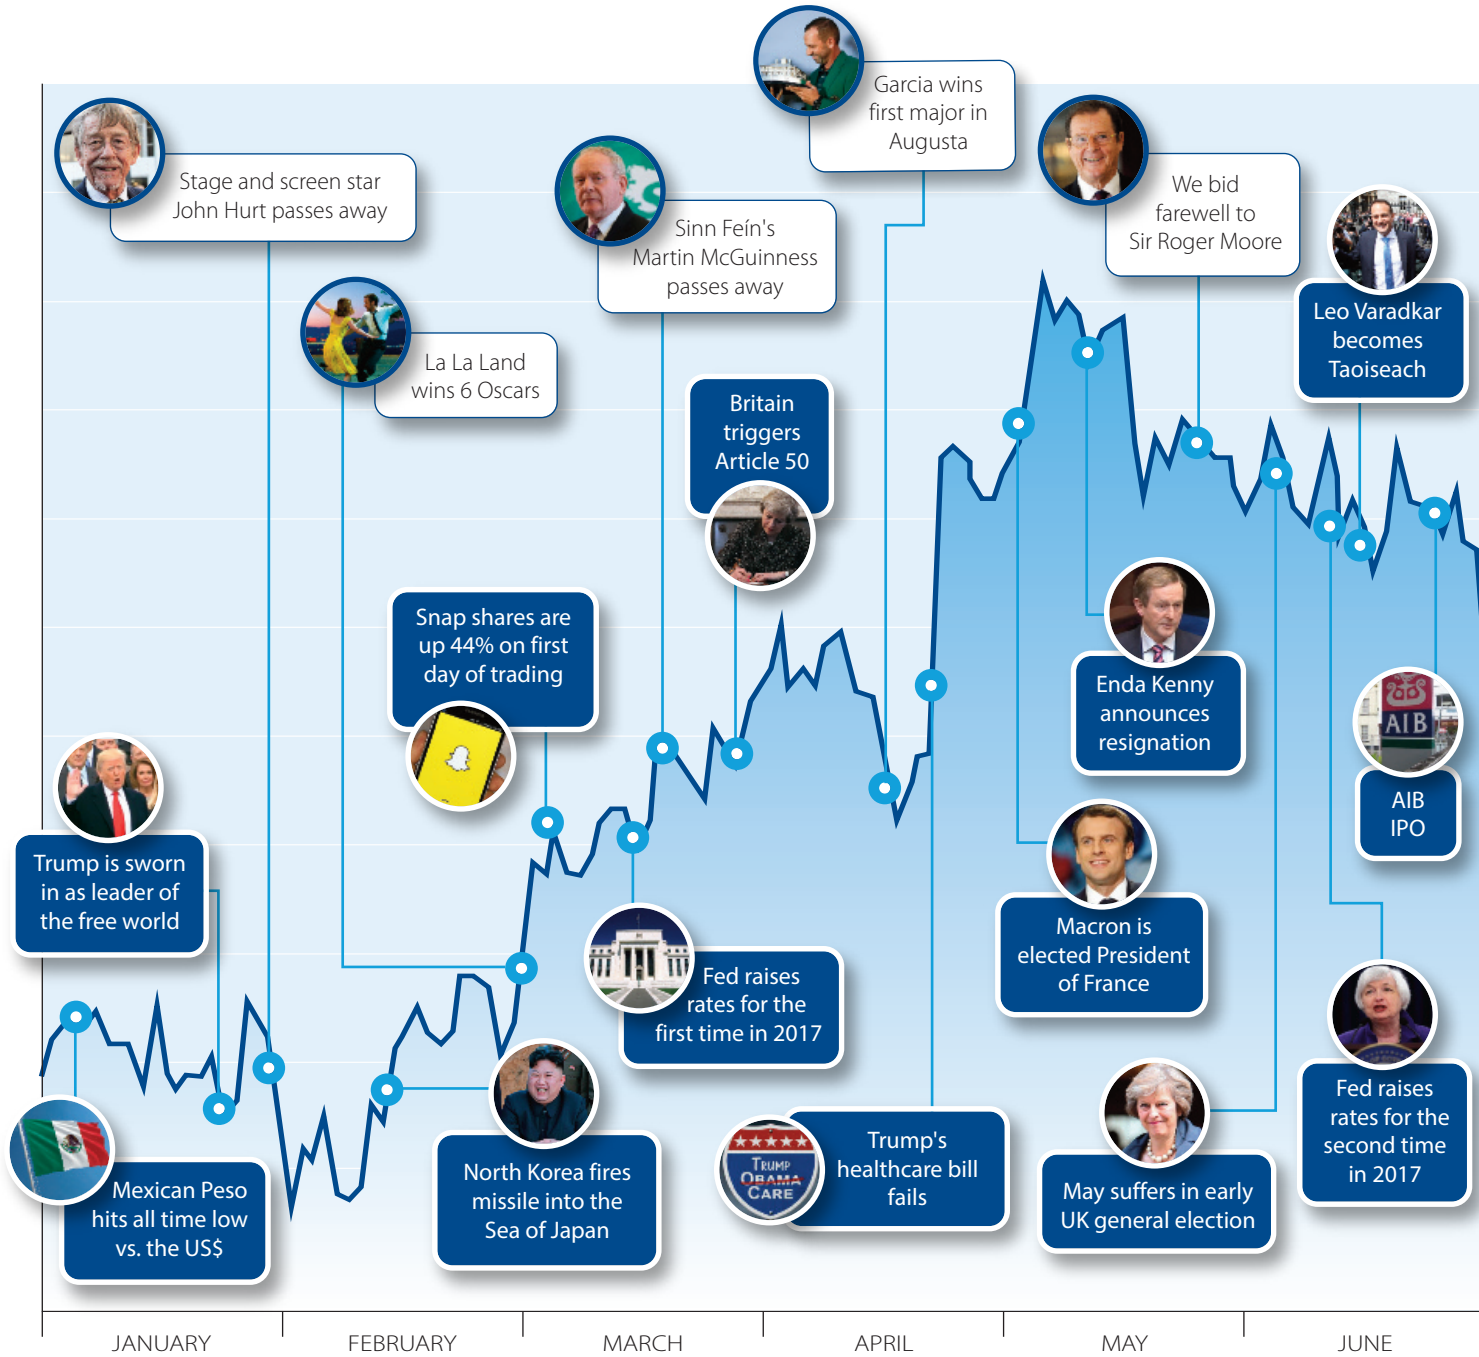 Garcia wins
first major in
Augusta
Stage and screen star
John Hurt passes away
Sinn Feín's
Martin McGuinness
passes away
We bid
farewell to
Sir Roger Moore
Leo Varadkar
becomes
Taoiseach
La La Land
wins 6 Oscars
Britain
triggers
Article 50
Snap shares are
up 44% on first
day of trading
Enda Kenny
announces
resignation
AIB
AIB
IPO
Trump is sworn
in as leader of
the free world
Macron is
elected President
of France
Fed raises
rates for the
first time in 2017
Mexican Peso
hits all time low
vs. the US$
North Korea fires
missile into the
Sea of Japan
TRUMP
OBAMA
CARE
Trump's
healthcare bill
fails
May suffers in early
UK general election
Fed raises
rates for the
second time
in 2017
JANUARY
FEBRUARY
MARCH
APRIL
MAY
JUNE